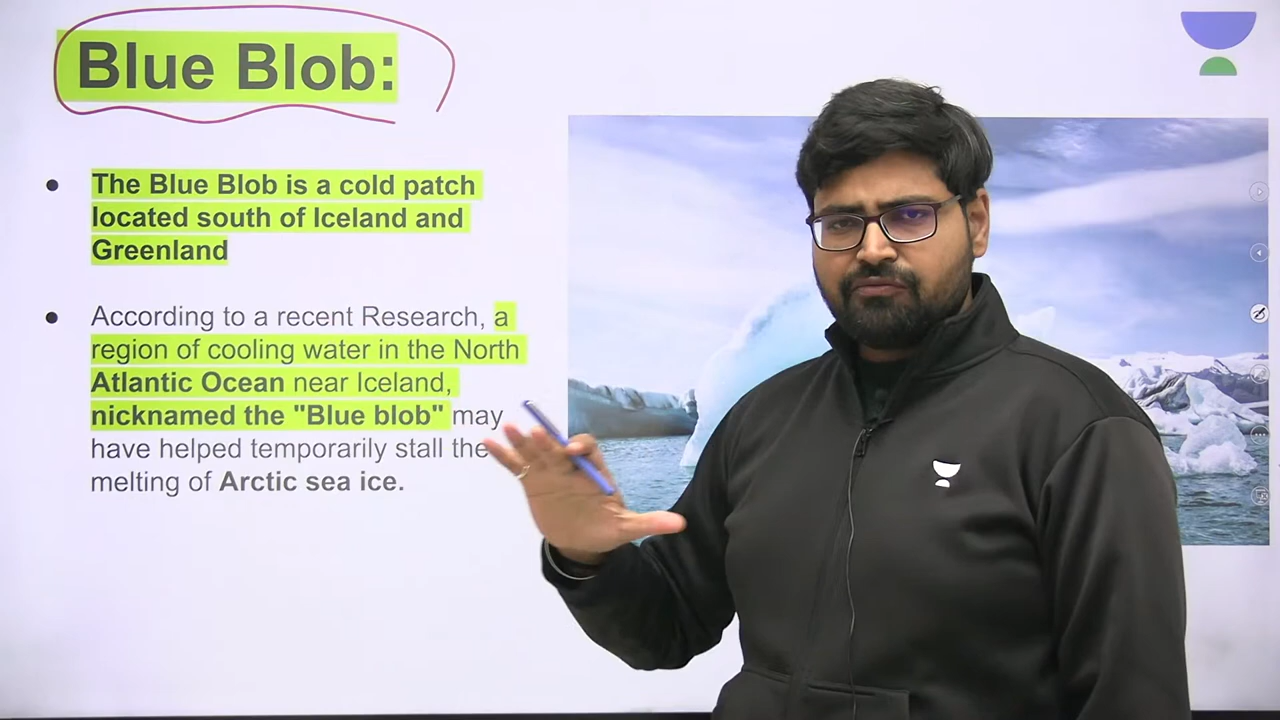 Blue Blob:
The Blue Blob is a cold patch
located south of Iceland and
Greenland
According to a recent Research, a
region of cooling water in the North
Atlantic Ocean near Iceland,
nicknamed the "Blue blob" may
have helped temporarily stall the
melting of Arctic sea ice.